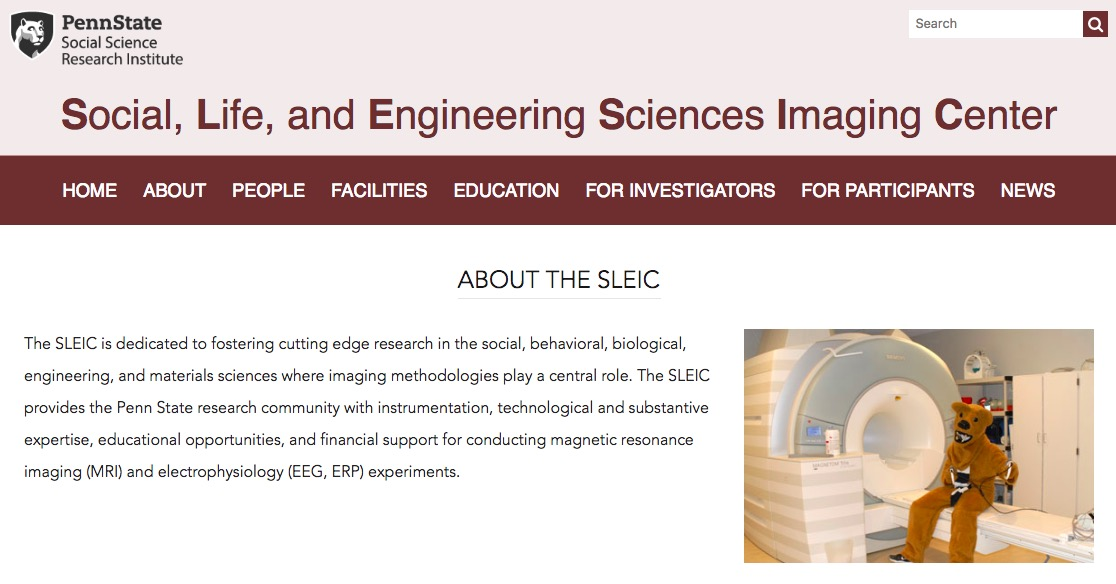 PennState
Social Science
Research Institute
Search
Social, Life, and Engineering Sciences Imaging Center
HOME ABOUT PEOPLE FACILITIES EDUCATION FOR INVESTIGATORS FOR PARTICIPANTS NEWS
ABOUT THE SLEIC
The SLEIC is dedicated to fostering cutting edge research in the social, behavioral, biological,
engineering, and materials sciences where imaging methodologies play a central role. The SLEIC
provides the Penn State research community with instrumentation, technological and substantive
expertise, educational opportunities, and financial support for conducting magnetic resonance
imaging (MRI) and electrophysiology (EEG, ERP) experiments.